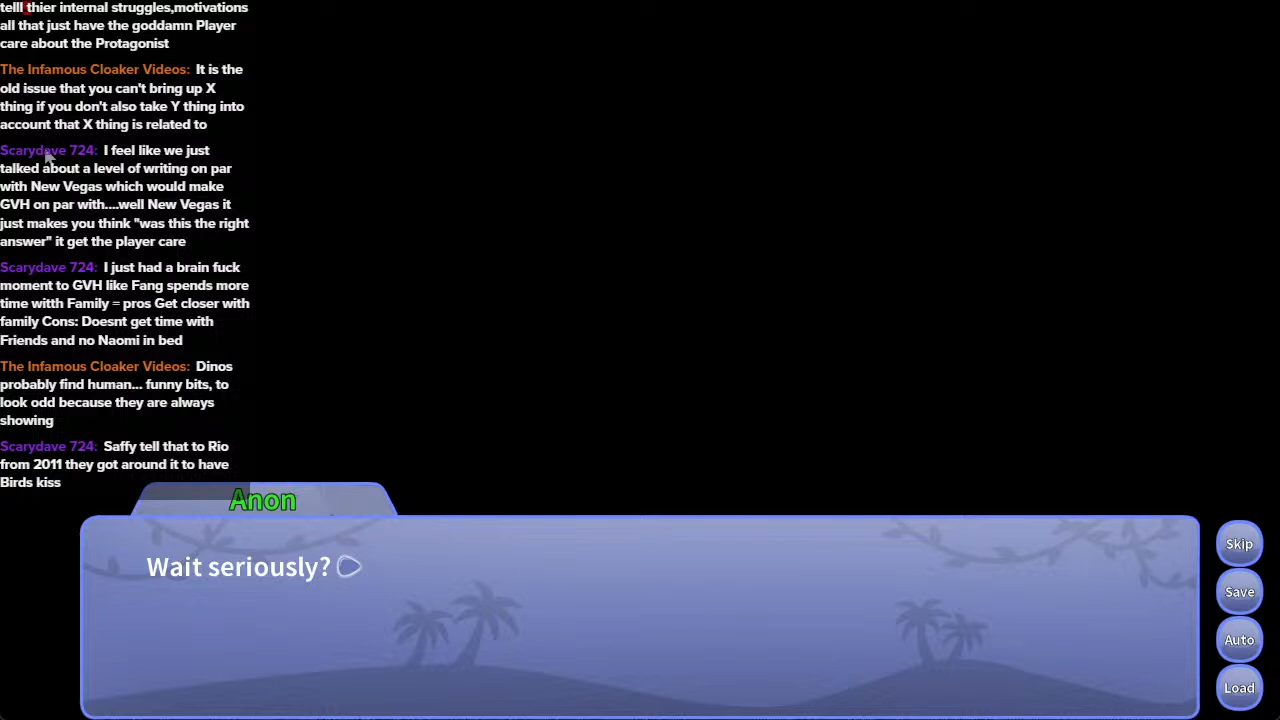 telll thier internal struggles,motivations
all that just have the goddamn Player
care about the Protagonist
The Infamous Cloaker Videos: It is the
old issue that you can't bring up X
thing if you don't also take Y thing into
account that X thing is related to
Scarydave 724: I feel like we just
talked about a level of writing on par
with New Vegas which would make
GVH on par with....well New Vegas it
just makes you think "was this the right
answer" it get the player care
Scarydave 724: I just had a brain fuck
moment to GVH like Fang spends more
time witth Family = pros Get closer with
family Cons: Doesnt get time with
Friends and no Naomi in bed
The Infamous Cloaker Videos: Dinos
probably find human... funny bits, to
look odd because they are always
showing
Scarydave 724: Saffy tell that to Rio
from 2011 they got around it to have
Birds kiss
Anon
Wait seriously?
Skip
Save
Auto
Load